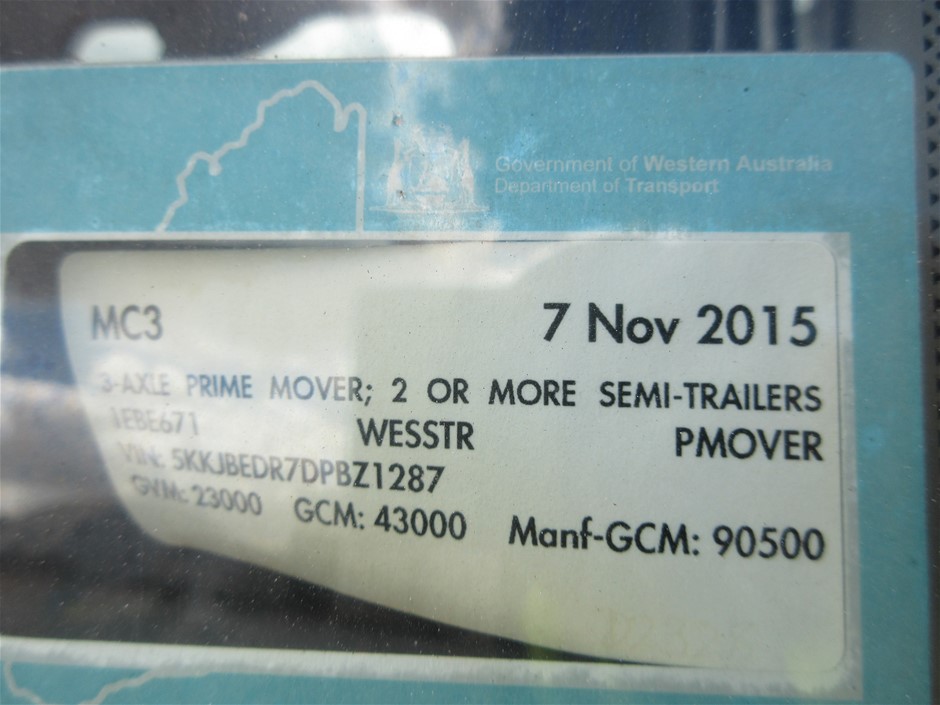 Government of Western Australia
Department of Transport
MC3 7 Nov 2015
3-AXLE PRIME MOVER; 2 OR MORE SEMI-TRAILERS
1EBE671 WESSTR PMOVER
VIN: 5KKJBEDR7DPBZ1287
GVM: 23000 GCM: 43000 Manf-GCM: 90500